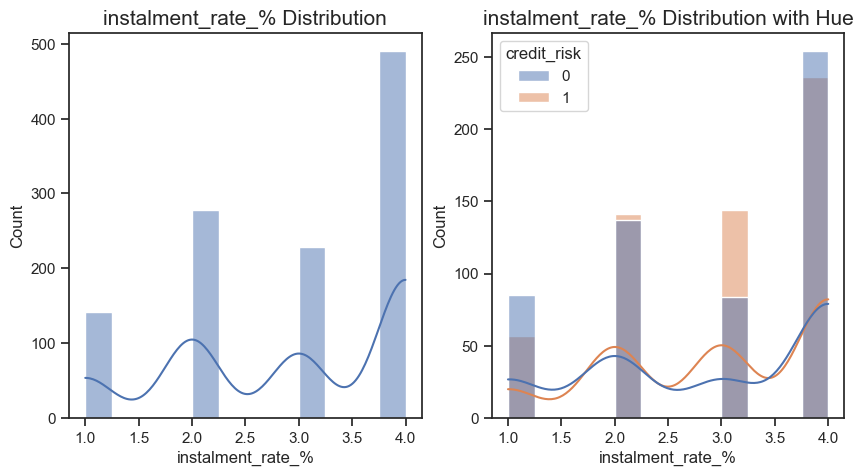 instalment_rate_% Distribution
500
400
300
200
100
0
Count
1.0 1.5 2.0 2.5 3.0 3.5 4.0
instalment_rate_%
instalment_rate_% Distribution with Hue
credit_risk
0
1
250
200
150
100
50
0
Count
1.0 1.5 2.0 2.5 3.0 3.5 4.0
instalment_rate_%